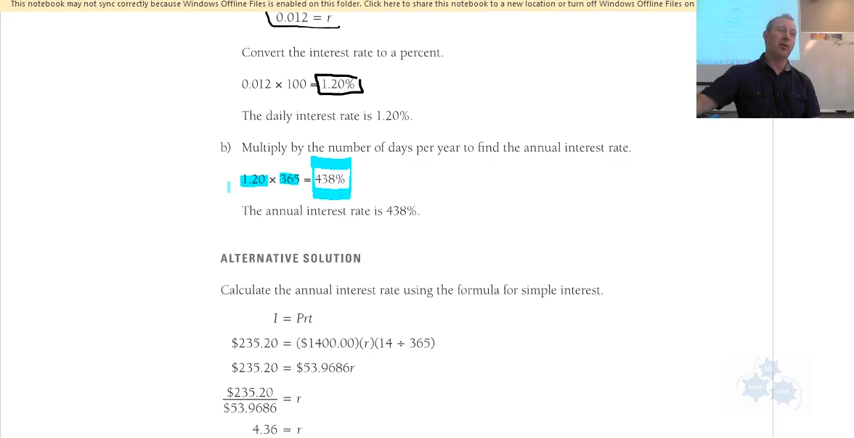 This notebook may not sync correctly because Windows Offline Files is enabled on this folder. Click here to share this notebook to a new location or turn off Windows Offline Files on
0.012 = r
Convert the interest rate to a percent.
0.012 × 100 = 1.20%
The daily interest rate is 1.20%.
b) Multiply by the number of days per year to find the annual interest rate.
1.20 × 365 = 438%
The annual interest rate is 438%.
ALTERNATIVE SOLUTION
Calculate the annual interest rate using the formula for simple interest.
I = Prt
$235.20 = ($1400.00)(r)(14 ÷ 365)
$235.20 = $53.9686r
$235.20
$53.9686 = r
4.36 = r